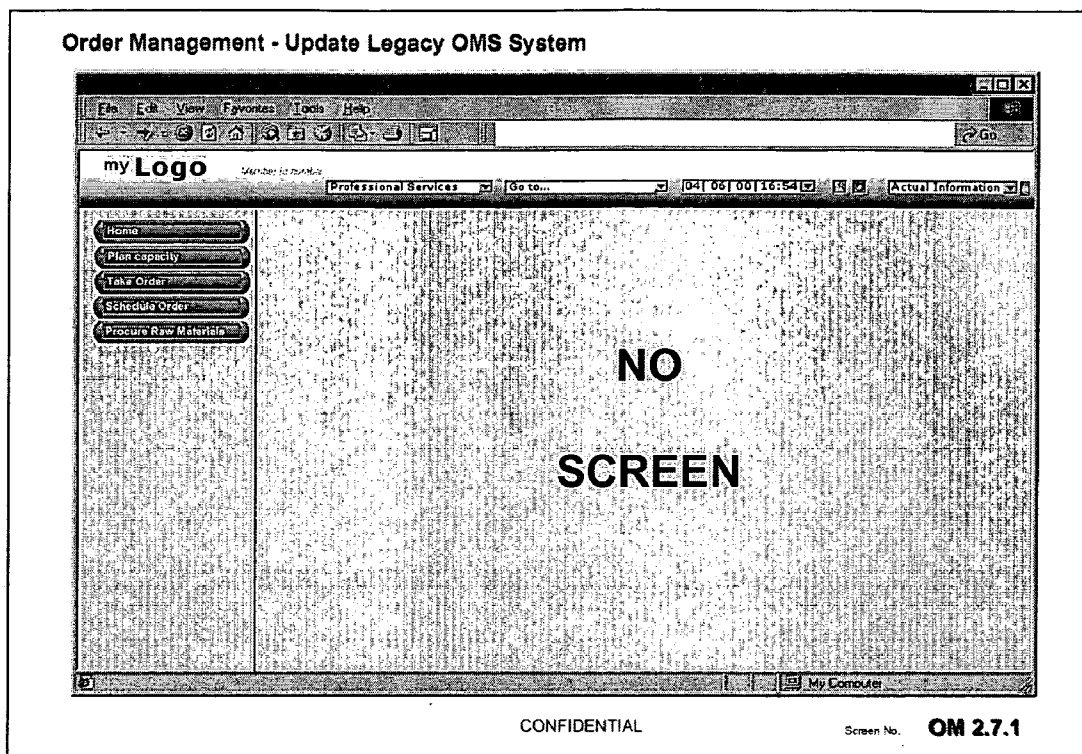 Order Management - Update Legacy OMS System
File Edit View Favorites Tools Help
Go
my Logo
Professional Services Go to... 04| 06| 00| 16:54 Actual Information
Home
Plan capacity
Take Order
Schedule Order
Procure Raw Materials
NO
SCREEN
My Computer
CONFIDENTIAL
Screen No. OM 2.7.1